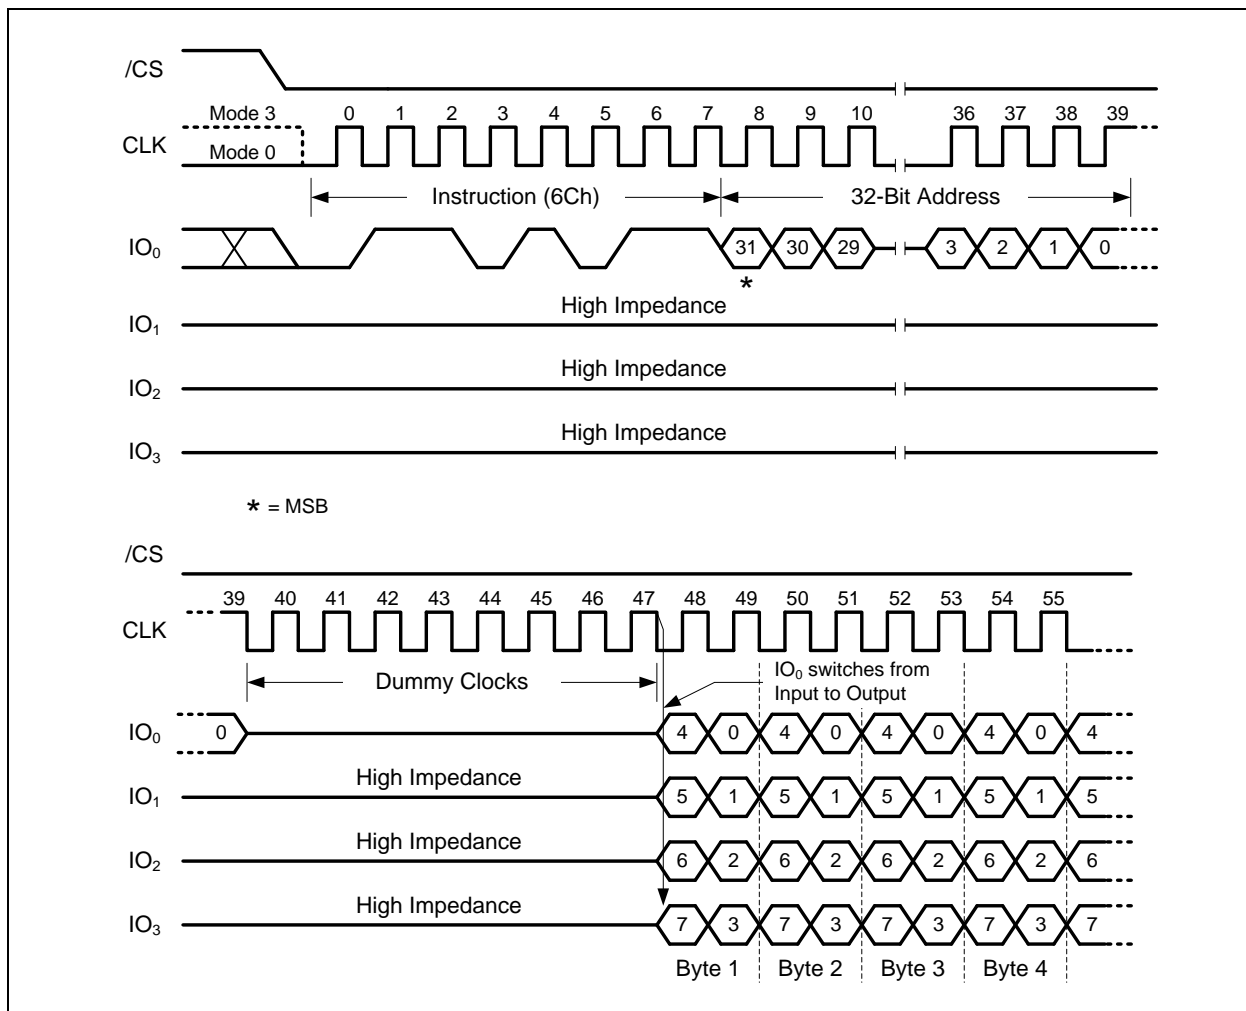 /CS
Mode 3 0 1 2 3 4 5 6 7 8 9 10 36 37 38 39
CLK
Mode 0
Instruction (6Ch) 32-Bit Address
IO0 31 30 29 3 2 1 0
*
High Impedance
IO1
High Impedance
IO2
High Impedance
IO3
* = MSB
/CS
39 40 41 42 43 44 45 46 47 48 49 50 51 52 53 54 55
CLK
Dummy Clocks
IO0 switches from
Input to Output
IO0 0 4 0 4 0 4 0 4 0 4
High Impedance
IO1 5 1 5 1 5 1 5 1 5
High Impedance
IO2 6 2 6 2 6 2 6 2 6
High Impedance
IO3 7 3 7 3 7 3 7 3 7
Byte 1 Byte 2 Byte 3 Byte 4